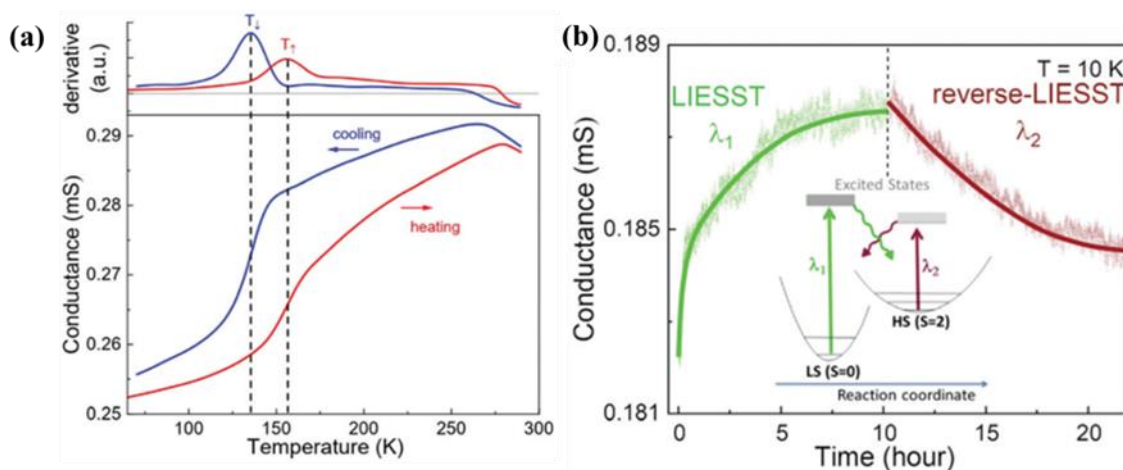 (a)
T↓
T↑
derivative
(a.u.)
0.29
0.28
0.27
0.26
0.25
Conductance (mS)
cooling
heating
100
150
200
250
300
Temperature (K)
(b)
0.189
0.185
0.181
Conductance (mS)
T = 10 K
LIESST
λ1
reverse-LIESST
λ2
Excited States
λ1
λ2
HS (S=2)
LS (S=0)
Reaction coordinate
0
5
10
15
20
Time (hour)